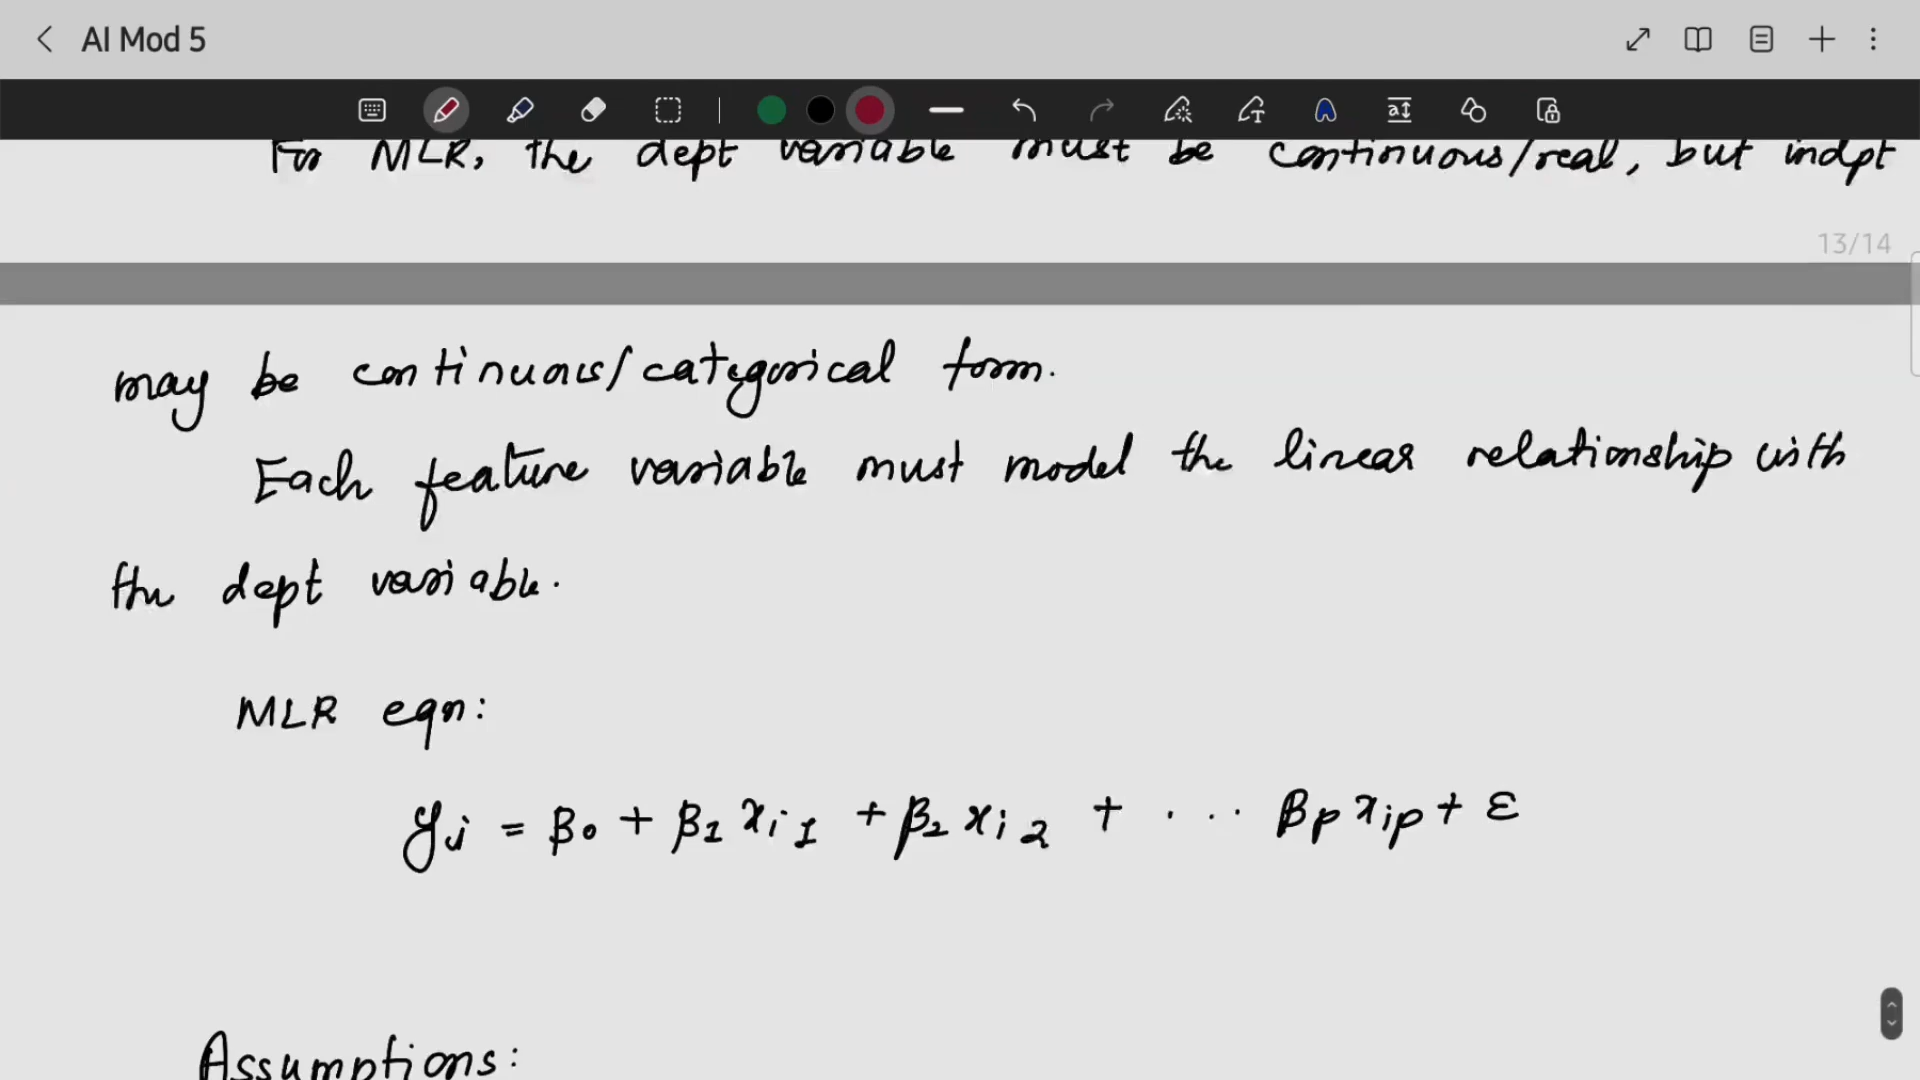 AI Mod 5
For MLR, the dept variable must be continuous/real, but indpt
13/14
may be continuous/categorical form.
Each feature variable must model the linear relationship with
the dept variable.
MLR eqn:
yi = β0 + β1 xi1 + β2 xi2 + ... βp xip + ε
Assumptions: